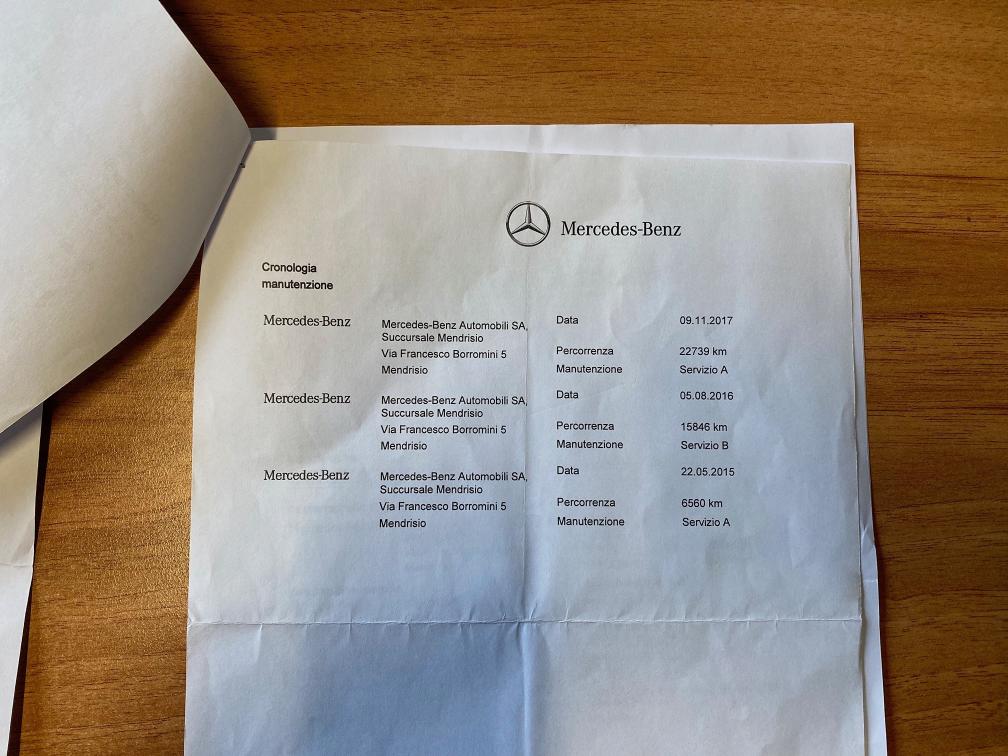 Mercedes-Benz
Cronologia
manutenzione
Mercedes-Benz Mercedes-Benz Automobili SA, Data 09.11.2017
Succursale Mendrisio
Via Francesco Borromini 5 Percorrenza 22739 km
Mendrisio Manutenzione Servizio A
Mercedes-Benz Mercedes-Benz Automobili SA, Data 05.08.2016
Succursale Mendrisio
Via Francesco Borromini 5 Percorrenza 15846 km
Mendrisio Manutenzione Servizio B
Mercedes-Benz Mercedes-Benz Automobili SA, Data 22.05.2015
Succursale Mendrisio
Via Francesco Borromini 5 Percorrenza 6560 km
Mendrisio Manutenzione Servizio A